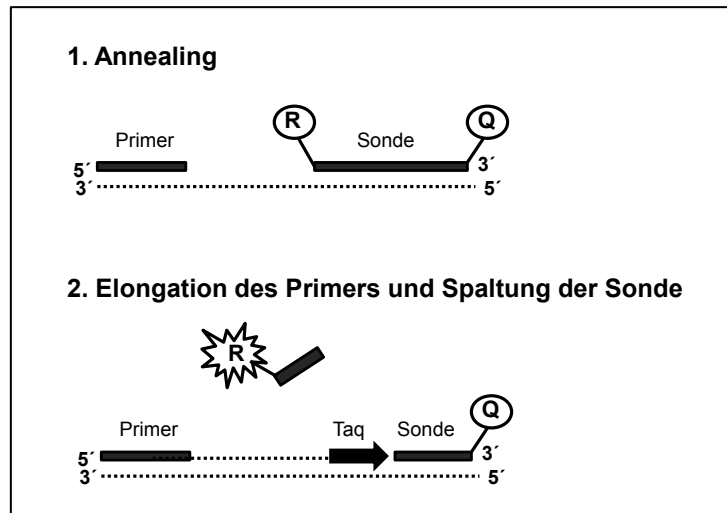 1. Annealing
R Q
Primer Sonde
5´ 3´
3´ 5´
2. Elongation des Primers und Spaltung der Sonde
R
Q
Primer Taq Sonde
5´ 3´
3´ 5´